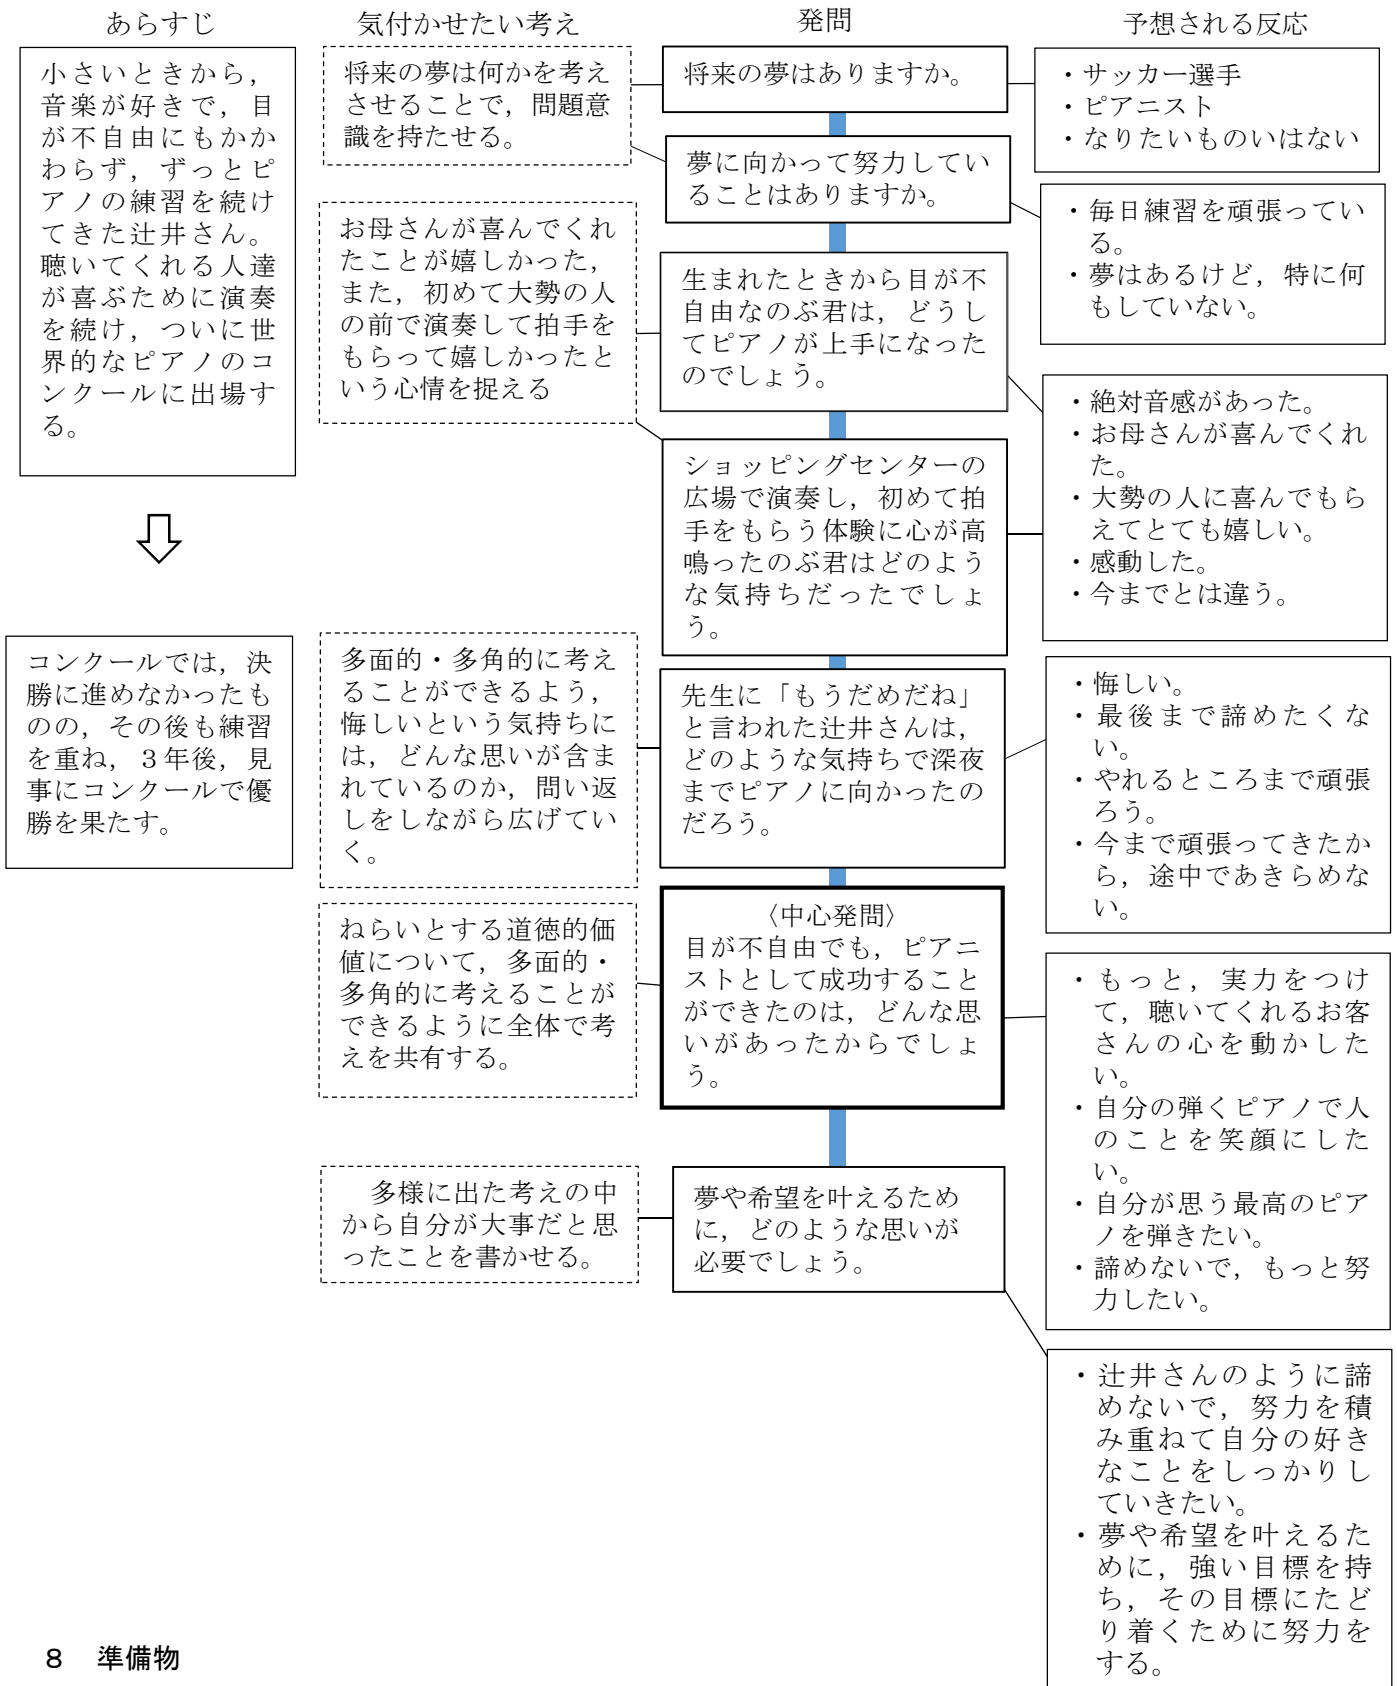 あらすじ
気付かせたい考え
発問
予想される反応
小さいときから，
音楽が好きで，目
が不自由にもかか
わらず，ずっとピ
アノの練習を続け
てきた辻井さん。
聴いてくれる人達
が喜ぶために演奏
を続け，ついに世
界的なピアノのコ
ンクールに出場す
る。
コンクールでは，決
勝に進めなかったも
のの，その後も練習
を重ね，３年後，見
事にコンクールで優
勝を果たす。
将来の夢は何かを考え
させることで，問題意
識を持たせる。
お母さんが喜んでくれ
たことが嬉しかった，
また，初めて大勢の人
の前で演奏して拍手を
もらって嬉しかったと
いう心情を捉える
多面的・多角的に考え
ることができるよう，
悔しいという気持ちに
は，どんな思いが含ま
れているのか，問い返
しをしながら広げてい
く。
ねらいとする道徳的価
値について，多面的・
多角的に考えることが
できるように全体で考
えを共有する。
多様に出た考えの中
から自分が大事だと思
ったことを書かせる。
将来の夢はありますか。
夢に向かって努力してい
ることはありますか。
生まれたときから目が不
自由なのぶ君は，どうし
てピアノが上手になった
のでしょう。
ショッピングセンターの
広場で演奏し，初めて拍
手をもらう体験に心が高
鳴ったのぶ君はどのよう
な気持ちだったでしょ
う。
先生に「もうだめだね」
と言われた辻井さんは，
どのような気持ちで深夜
までピアノに向かったの
だろう。
〈中心発問〉
目が不自由でも，ピアニ
ストとして成功すること
ができたのは，どんな思
いがあったからでしょ
う。
夢や希望を叶えるため
に，どのような思いが
必要でしょう。
・サッカー選手
・ピアニスト
・なりたいものいはない
・毎日練習を頑張ってい
る。
・夢はあるけど，特に何
もしていない。
・絶対音感があった。
・お母さんが喜んでくれ
た。
・大勢の人に喜んでもら
えてとても嬉しい。
・感動した。
・今までとは違う。
・悔しい。
・最後まで諦めたくな
い。
・やれるところまで頑張
ろう。
・今まで頑張ってきたか
ら，途中であきらめな
い。
・もっと，実力をつけ
て，聴いてくれるお客
さんの心を動かした
い。
・自分の弾くピアノで人
のことを笑顔にした
い。
・自分が思う最高のピア
ノを弾きたい。
・諦めないで，もっと努
力したい。
・辻井さんのように諦
めないで，努力を積
み重ねて自分の好き
なことをしっかりし
ていきたい。
・夢や希望を叶えるた
めに，強い目標を持
ち，その目標にたど
り着くために努力を
する。
８　準備物